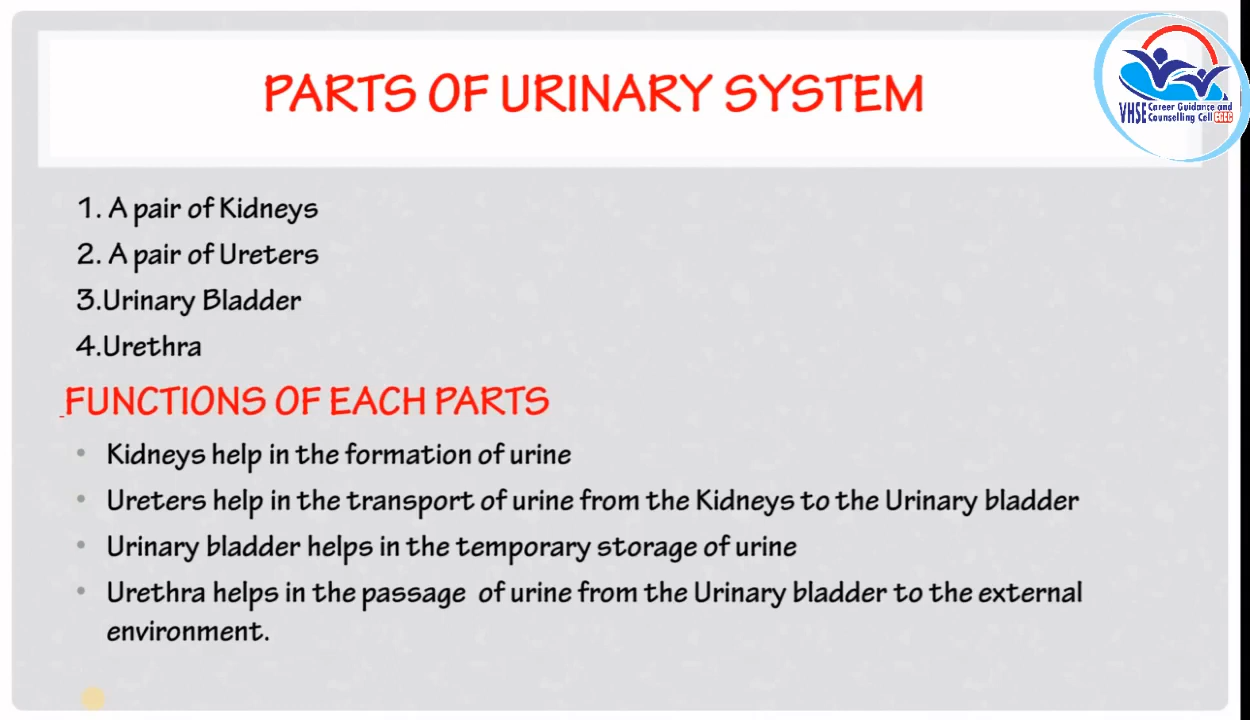 PARTS OF URINARY SYSTEM
VHSE Career Guidance and
Counselling Cell CGCC
1. A pair of Kidneys
2. A pair of Ureters
3.Urinary Bladder
4.Urethra
FUNCTIONS OF EACH PARTS
• Kidneys help in the formation of urine
• Ureters help in the transport of urine from the Kidneys to the Urinary bladder
• Urinary bladder helps in the temporary storage of urine
• Urethra helps in the passage of urine from the Urinary bladder to the external
environment.